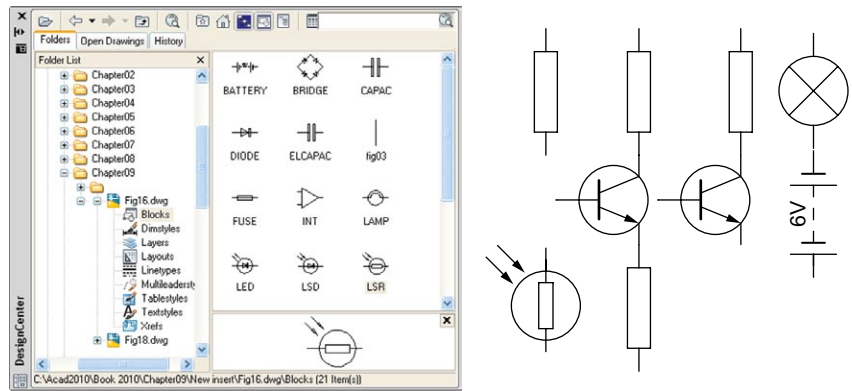 Folders Open Drawings History
Folder List
Chapter02
Chapter03
Chapter04
Chapter05
Chapter06
Chapter07
Chapter08
Chapter09
Fig16.dwg
Blocks
Dimstyles
Layers
Layouts
Linetypes
Multileaderst
Tablestyles
Textstyles
Xrefs
Fig18.dwg
BATTERY BRIDGE CAPAC
DIODE ELCAPAC fig03
FUSE INT LAMP
LED LSD LSR
DesignCenter
C:\Acad2010\Book 2010\Chapter09\New insert\Fig16.dwg\Blocks (21 Item(s))
6V